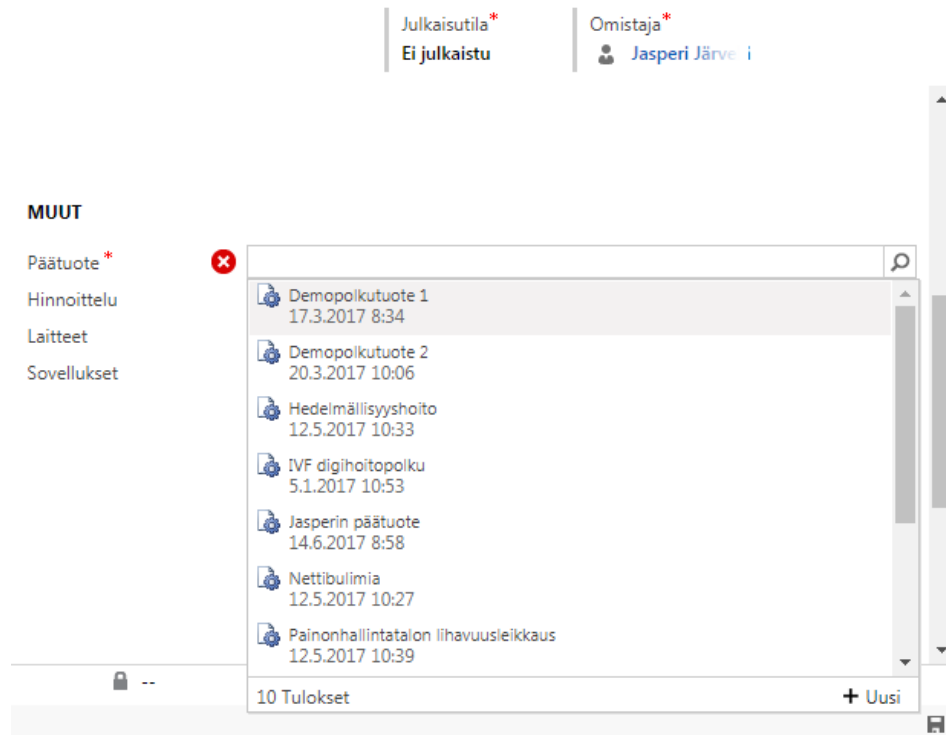 Julkaisutila*
Ei julkaistu
Omistaja*
Jasperi
MUUT
Päätuote *
Hinnoittelu
Laitteet
Sovellukset
Demopolkutuote 1
17.3.2017 8:34
Demopolkutuote 2
20.3.2017 10:06
Hedelmällisyyshoito
12.5.2017 10:33
IVF digihoitopolku
5.1.2017 10:53
Jasperin päätuote
14.6.2017 8:58
Nettibulimia
12.5.2017 10:27
Painonhallintatalon lihavuusleikkaus
12.5.2017 10:39
--
10 Tulokset
+ Uusi